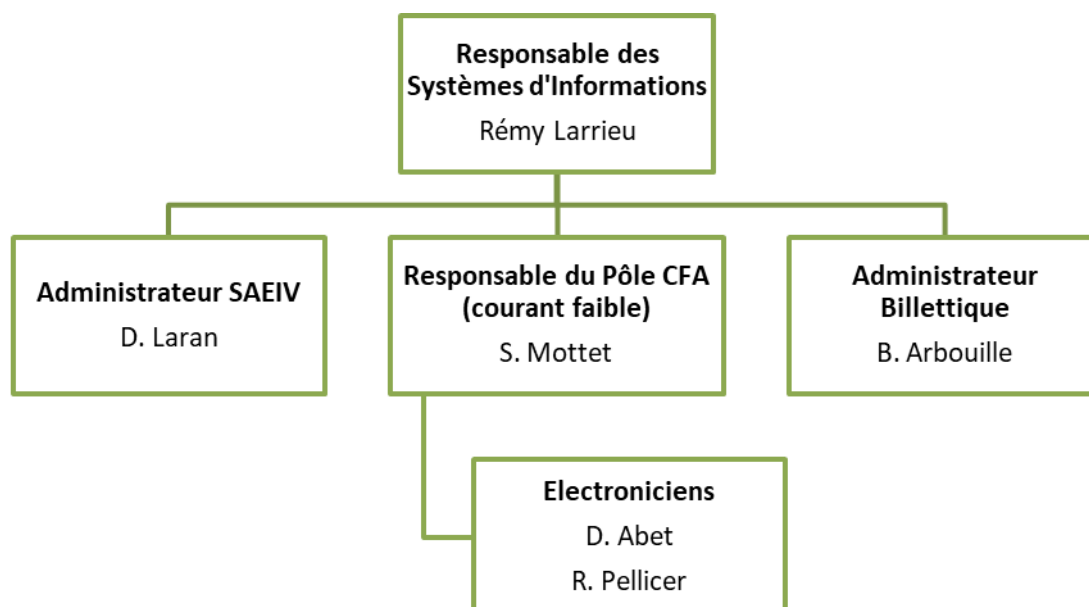 Responsable des
Systèmes d'Informations
Rémy Larrieu
Administrateur SAEIV
D. Laran
Responsable du Pôle CFA
(courant faible)
S. Mottet
Administrateur
Billettique
B. Arbouille
Electroniciens
D. Abet
R. Pellicer